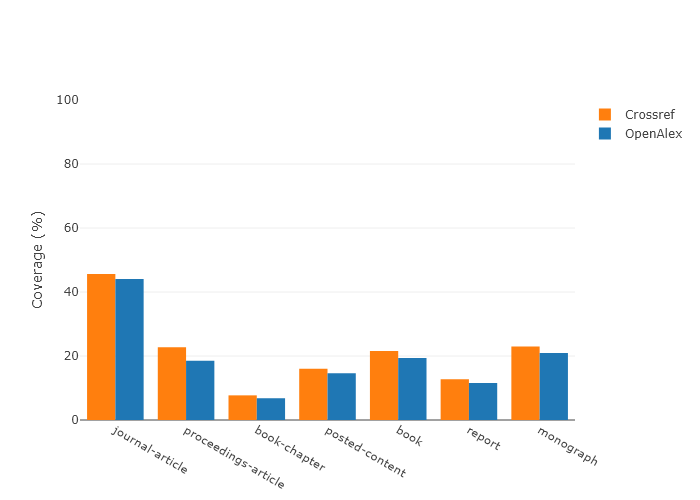 100
80
60
40
20
0
Coverage (%)
journal-article
proceedings-article
book-chapter
posted-content
book
report
monograph
Crossref
OpenAlex